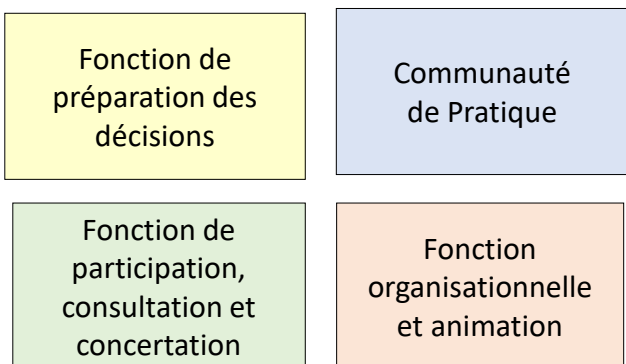 Fonction de
préparation des
décisions
Communauté
de Pratique
Fonction de
participation,
consultation et
concertation
Fonction
organisationnelle
et animation